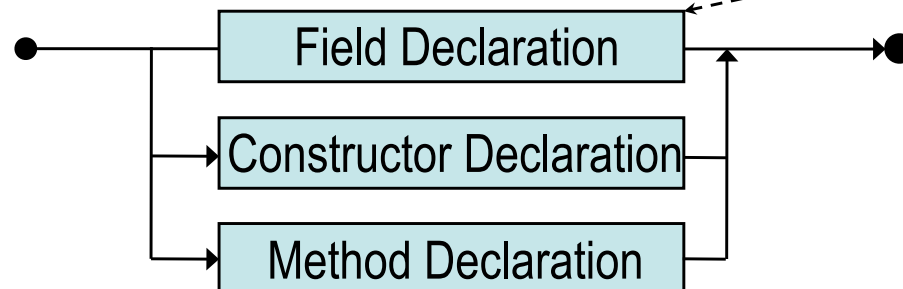 Field Declaration
Constructor Declaration
Method Declaration